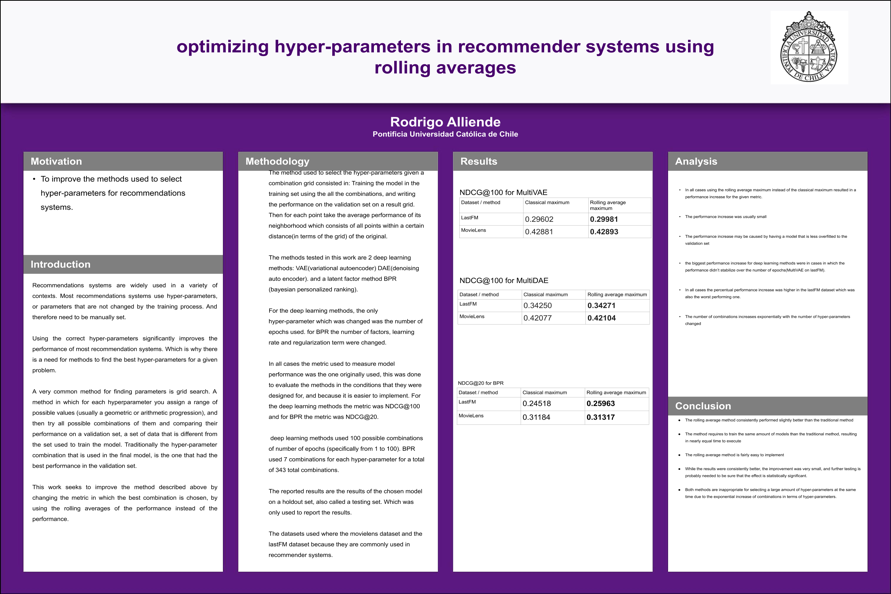 optimizing hyper-parameters in recommender systems using
rolling averages
Rodrigo Alliende
Pontificia Universidad Católica de Chile
Motivation
• To improve the methods used to select
hyper-parameters for recommendations
systems.
Introduction
Recommendations systems are widely used in a variety of
contexts. Most recommendations systems use hyper-parameters,
or parameters that are not changed by the training process. And
therefore need to be manually set.
Using the correct hyper-parameters significantly improves the
performance of most recommendation systems. Which is why there
is a need for methods to find the best hyper-parameters for a given
problem.
A very common method for finding parameters is grid search. A
method in which for each hyperparameter you assign a range of
possible values (usually a geometric or arithmetic progression), and
then try all possible combinations of them and comparing their
performance on a validation set, a set of data that is different from
the set used to train the model. Traditionally the hyper-parameter
combination that is used in the final model, is the one that had the
best performance in the validation set.
This work seeks to improve the method described above by
changing the metric in which the best combination is chosen, by
using the rolling averages of the performance instead of the
performance.
Methodology
The method used to select the hyper-parameters given a
combination grid consisted in: Training the model in the
training set using the all the combinations, and writing
the performance on the validation set on a result grid.
Then for each point take the average performance of its
neighborhood which consists of all points within a certain
distance(in terms of the grid) of the original.
The methods tested in this work are 2 deep learning
methods: VAE(variational autoencoder) DAE(denoising
auto encoder), and a latent factor method BPR
(bayesian personalized ranking).
For the deep learning methods, the only
hyper-parameter which was changed was the number of
epochs used. for BPR the number of factors, learning
rate and regularization term were changed.
In all cases the metric used to measure model
performance was the one originally used, this was done
to evaluate the methods in the conditions that they were
designed for, and because it is easier to implement. For
the deep learning methods the metric was NDCG@100
and for BPR the metric was NDCG@20.
deep learning methods used 100 possible combinations
of number of epochs (specifically from 1 to 100). BPR
used 7 combinations for each hyper-parameter for a total
of 343 total combinations.
The reported results are the results of the chosen model
on a holdout set, also called a testing set. Which was
only used to report the results.
The datasets used where the movielens dataset and the
lastFM dataset because they are commonly used in
recommender systems.
Results
NDCG@100 for MultiVAE
Dataset / method Classical maximum Rolling average
maximum
LastFM 0.29602 0.29981
MovieLens 0.42881 0.42893
NDCG@100 for MultiDAE
Dataset / method Classical maximum Rolling average maximum
LastFM 0.34250 0.34271
MovieLens 0.42077 0.42104
NDCG@20 for BPR
Dataset / method Classical maximum Rolling average maximum
LastFM 0.24518 0.25963
MovieLens 0.31184 0.31317
Analysis
• In all cases using the rolling average maximum instead of the classical maximum resulted in a
performance increase for the given metric.
• The performance increase was usually small
• The performance increase may be caused by having a model that is less overfitted to the
validation set
• the biggest performance increase for deep learning methods were in cases in which the
performance didn't stabilize over the number of epochs(MultiVAE on lastFM).
• In all cases the percentual performance increase was higher in the lastFM dataset which was
also the worst performing one.
• The number of combinations increases exponentially with the number of hyper-parameters
changed
Conclusion
● The rolling average method consistently performed slightly better than the traditional method
● The method requires to train the same amount of models than the traditional method, resulting
in nearly equal time to execute
● The rolling average method is fairly easy to implement
● While the results were consistently better, the improvement was very small, and further testing is
probably needed to be sure that the effect is statistically significant.
● Both methods are inappropriate for selecting a large amount of hyper-parameters at the same
time due to the exponential increase of combinations in terms of hyper-parameters.